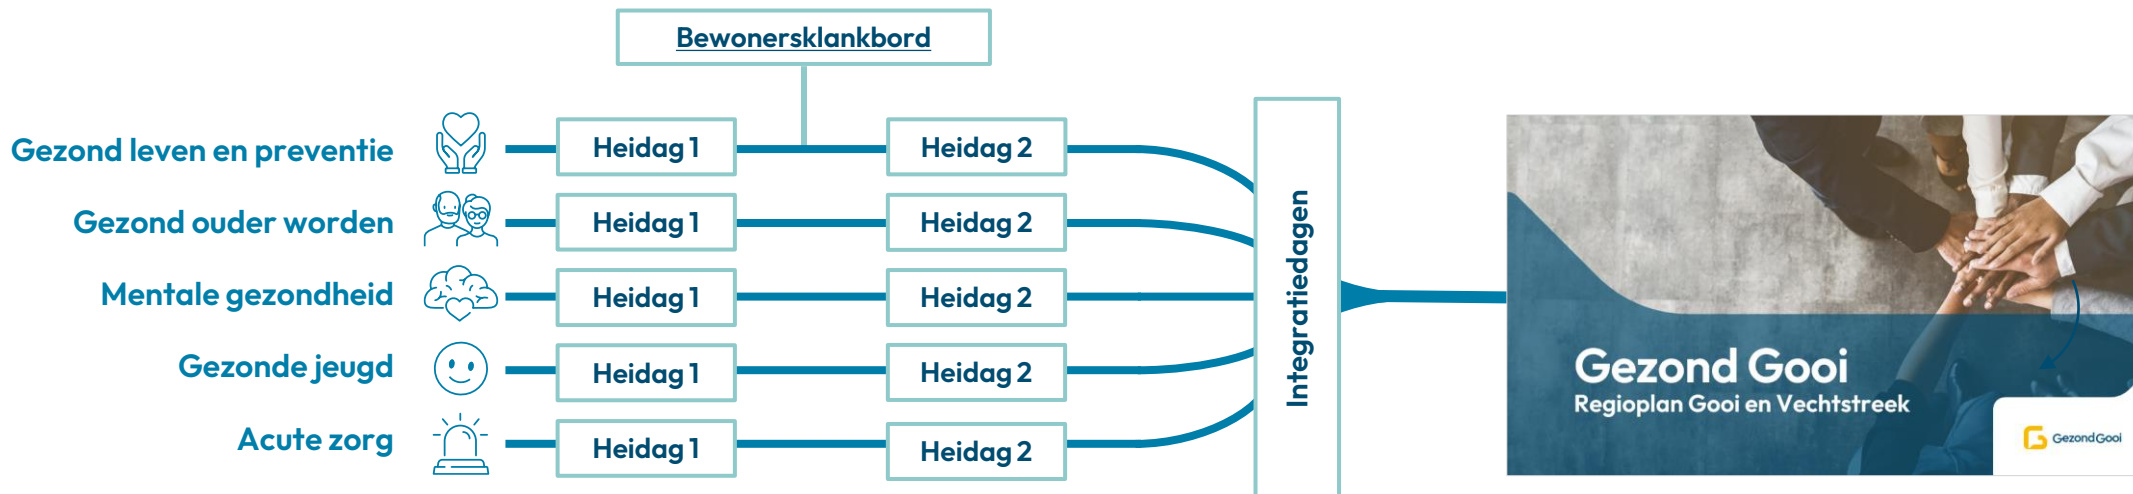 Bewonersklankbord
Gezond leven en preventie
Heidag 1
Heidag 2
Gezond ouder worden
Heidag 1
Heidag 2
Mentale gezondheid
Heidag 1
Heidag 2
Gezonde jeugd
Heidag 1
Heidag 2
Acute zorg
Heidag 1
Heidag 2
Integratiedagen
Gezond Gooi
Regioplan Gooi en Vechtstreek
GezondGooi